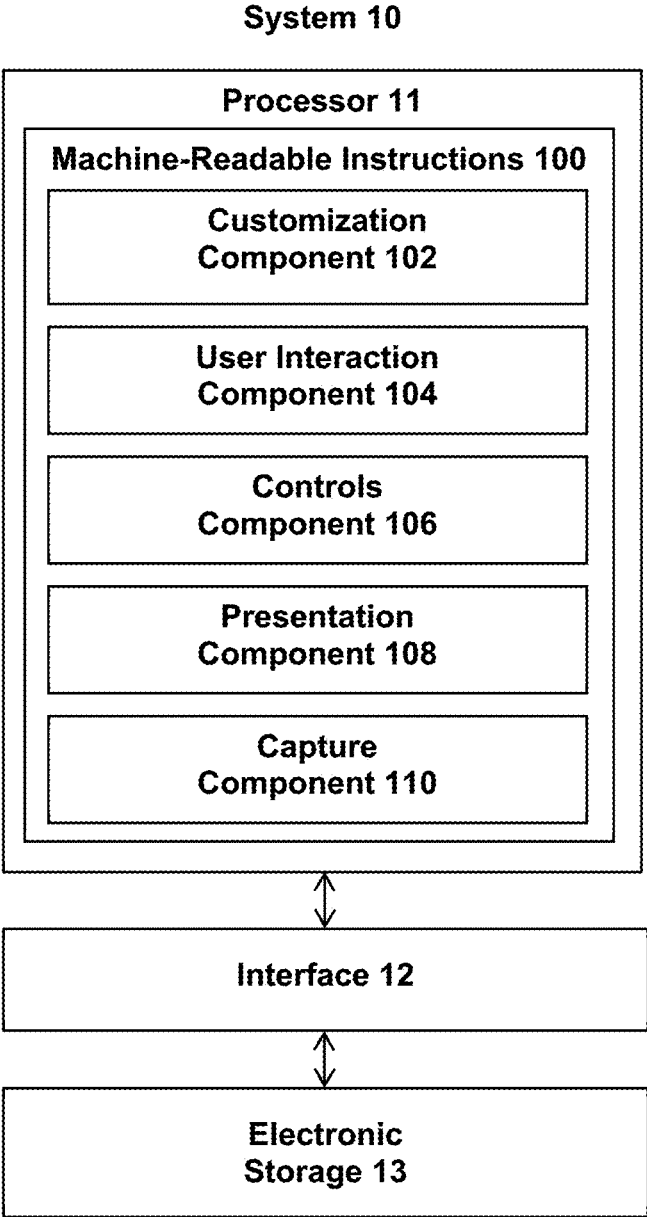 System 10
Processor 11
Machine-Readable Instructions 100
Customization
Component 102
User Interaction
Component 104
Controls
Component 106
Presentation
Component 108
Capture
Component 110
Interface 12
Electronic
Storage 13